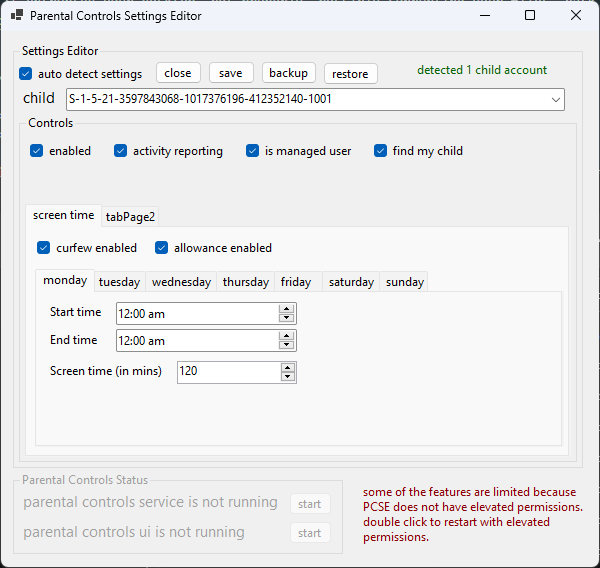 Parental Controls Settings Editor
Settings Editor
auto detect settings close save backup restore detected 1 child account
child S-1-5-21-3597843068-1017376196-412352140-1001
Controls
enabled activity reporting is managed user find my child
screen time tabPage2
curfew enabled allowance enabled
monday tuesday wednesday thursday friday saturday sunday
Start time 12:00 am
End time 12:00 am
Screen time (in mins) 120
Parental Controls Status
parental controls service is not running start
parental controls ui is not running start
some of the features are limited because
PCSE does not have elevated permissions.
double click to restart with elevated
permissions.